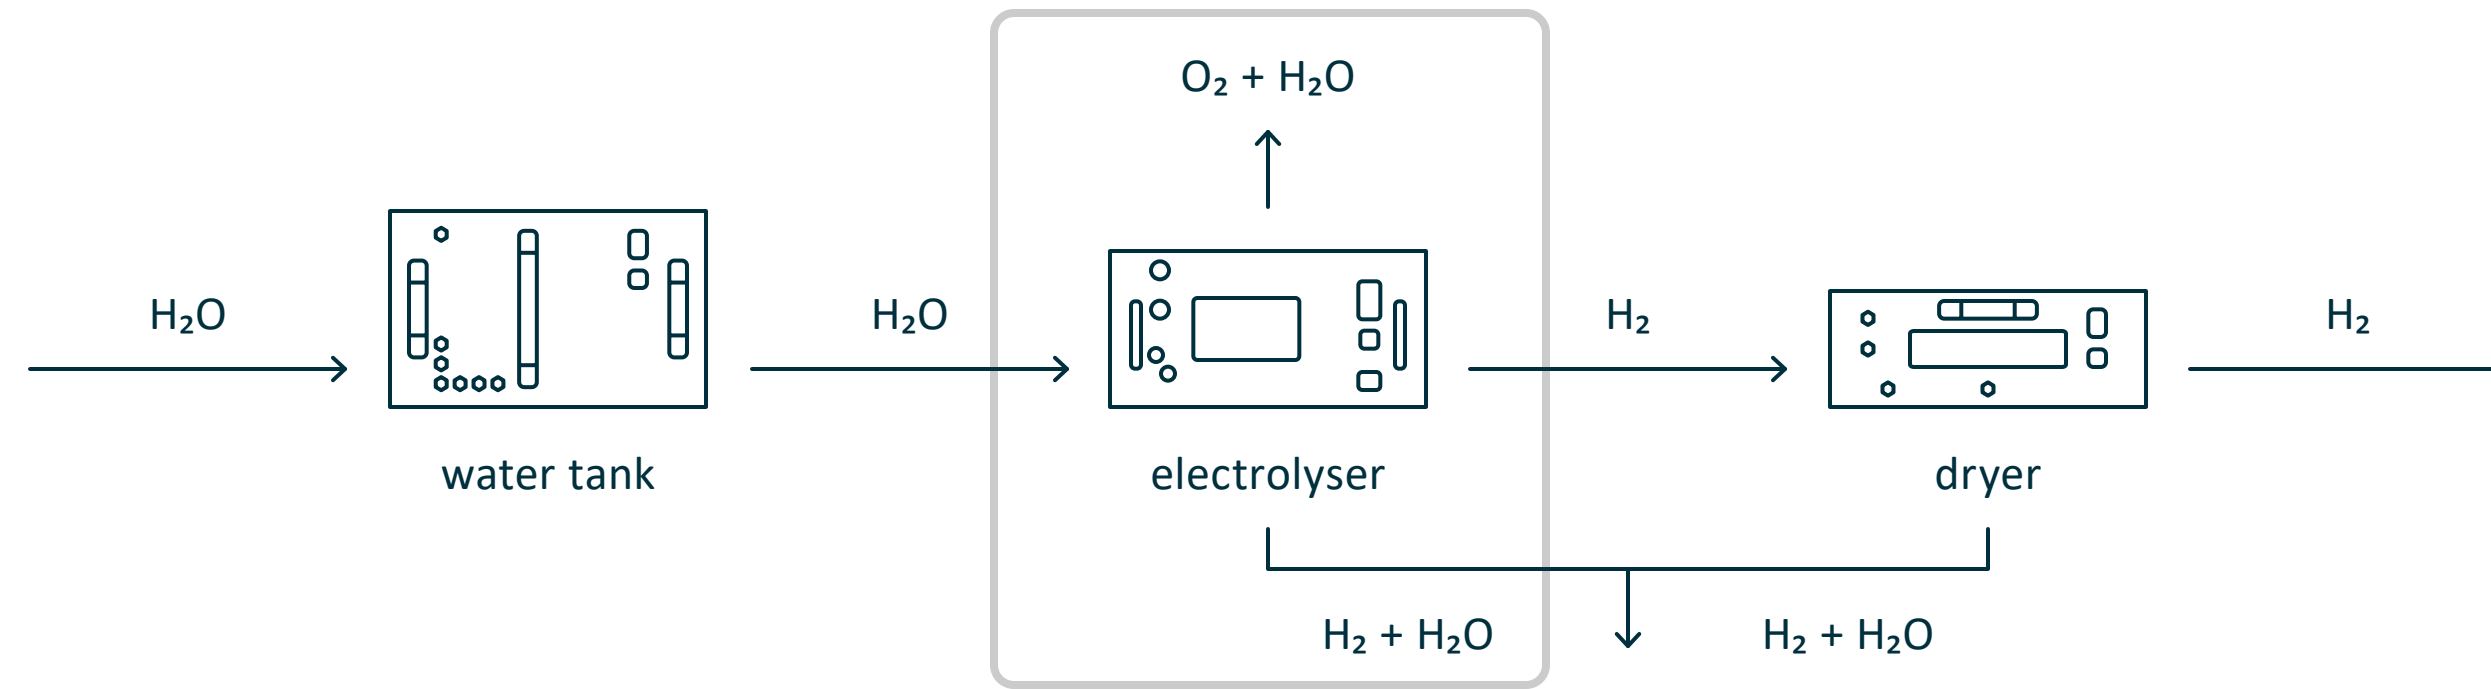 O₂ + H₂O
H₂O
H₂O
H₂
H₂
water tank
electrolyser
dryer
H₂ + H₂O
H₂ + H₂O